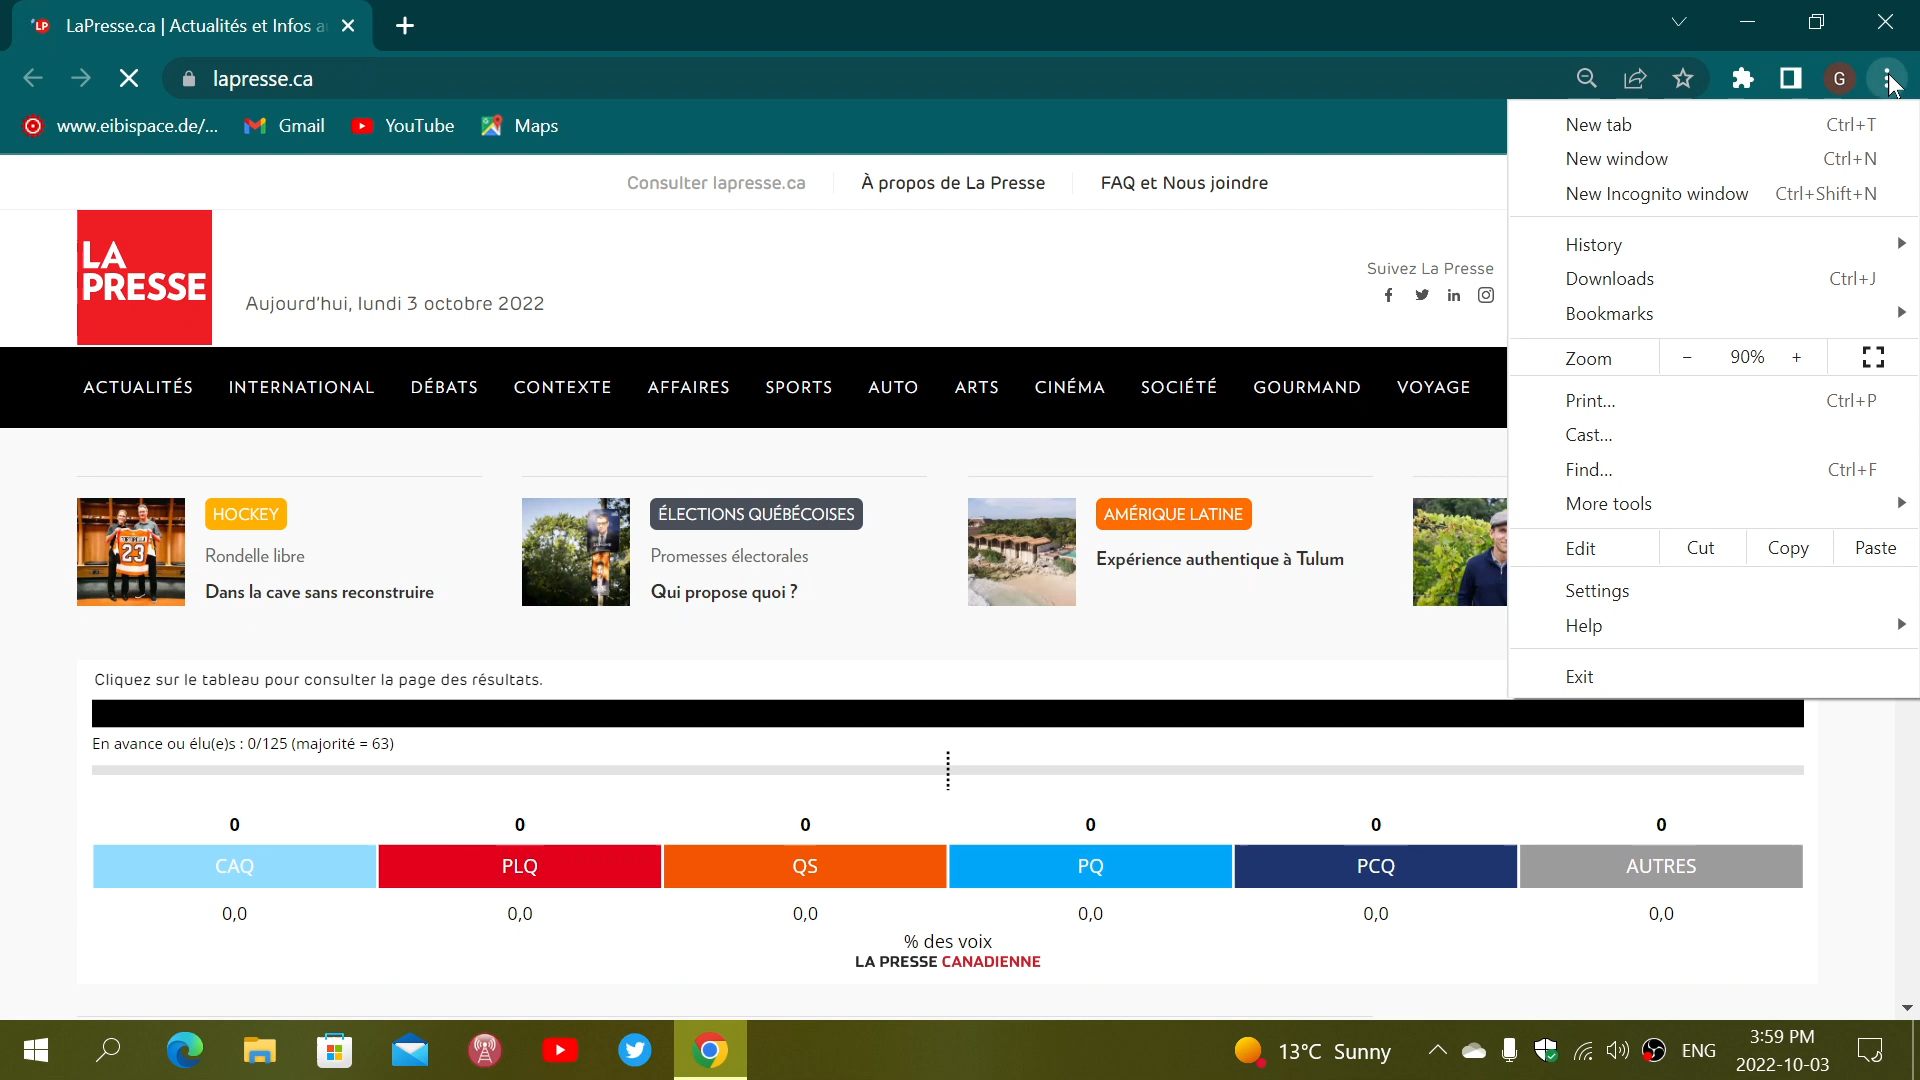 LaPresse.ca | Actualités et Infos a
lapresse.ca
G
www.eibispace.de/...
Gmail
YouTube
Maps
New tab Ctrl+T
New window Ctrl+N
New Incognito window Ctrl+Shift+N
History
Downloads Ctrl+J
Bookmarks
Zoom - 90% +
Print... Ctrl+P
Cast...
Find... Ctrl+F
More tools
Edit Cut Copy Paste
Settings
Help
Exit
Consulter lapresse.ca À propos de La Presse FAQ et Nous joindre
LA
PRESSE
Aujourd'hui, lundi 3 octobre 2022
Suivez La Presse
ACTUALITÉS INTERNATIONAL DÉBATS CONTEXTE AFFAIRES SPORTS AUTO ARTS CINÉMA SOCIÉTÉ GOURMAND VOYAGE
HOCKEY
Rondelle libre
Dans la cave sans reconstruire
ÉLECTIONS QUÉBÉCOISES
Promesses électorales
Qui propose quoi ?
AMÉRIQUE LATINE
Expérience authentique à Tulum
Cliquez sur le tableau pour consulter la page des résultats.
En avance ou élu(e)s : 0/125 (majorité = 63)
0 0 0 0 0 0
CAQ PLQ QS PQ PCQ AUTRES
0,0 0,0 0,0 0,0 0,0 0,0
% des voix
LA PRESSE CANADIENNE
13°C Sunny
ENG
3:59 PM
2022-10-03